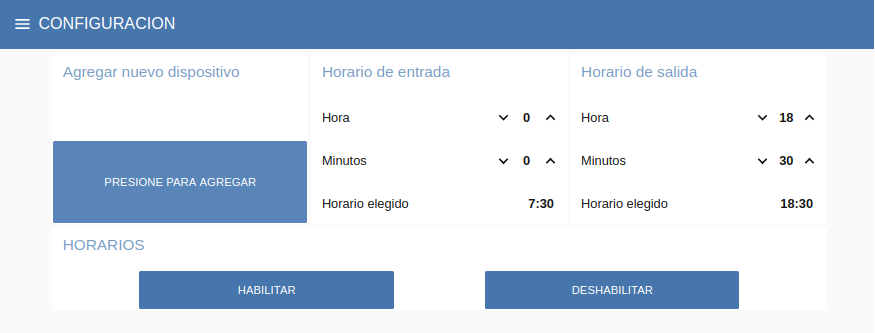 CONFIGURACION
Agregar nuevo dispositivo
PRESIONE PARA AGREGAR
Horario de entrada
Hora 0
Minutos 0
Horario elegido 7:30
Horario de salida
Hora 18
Minutos 30
Horario elegido 18:30
HORARIOS
HABILITAR
DESHABILITAR